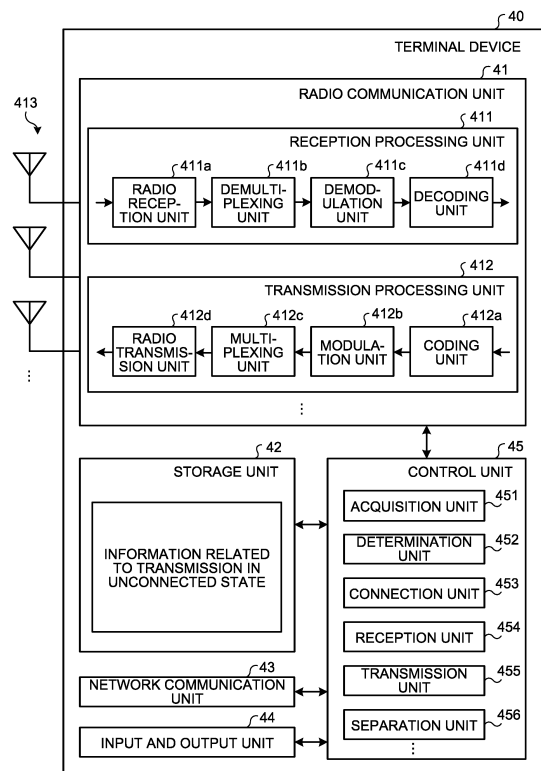 40
TERMINAL DEVICE
41
RADIO COMMUNICATION UNIT
413
411
RECEPTION PROCESSING UNIT
411a
411b
411c
411d
RADIO
RECEP-
TION UNIT
DEMULTI-
PLEXING
UNIT
DEMOD-
ULATION
UNIT
DECODING
UNIT
412
TRANSMISSION PROCESSING UNIT
412d
412c
412b
412a
RADIO
TRANSMIS-
SION UNIT
MULTI-
PLEXING
UNIT
MODULA-
TION UNIT
CODING
UNIT
42
STORAGE UNIT
INFORMATION RELATED
TO TRANSMISSION IN
UNCONNECTED STATE
45
CONTROL UNIT
451
ACQUISITION UNIT
452
DETERMINATION
UNIT
453
CONNECTION UNIT
454
RECEPTION UNIT
455
TRANSMISSION
UNIT
456
SEPARATION UNIT
43
NETWORK COMMUNICATION
UNIT
44
INPUT AND OUTPUT UNIT